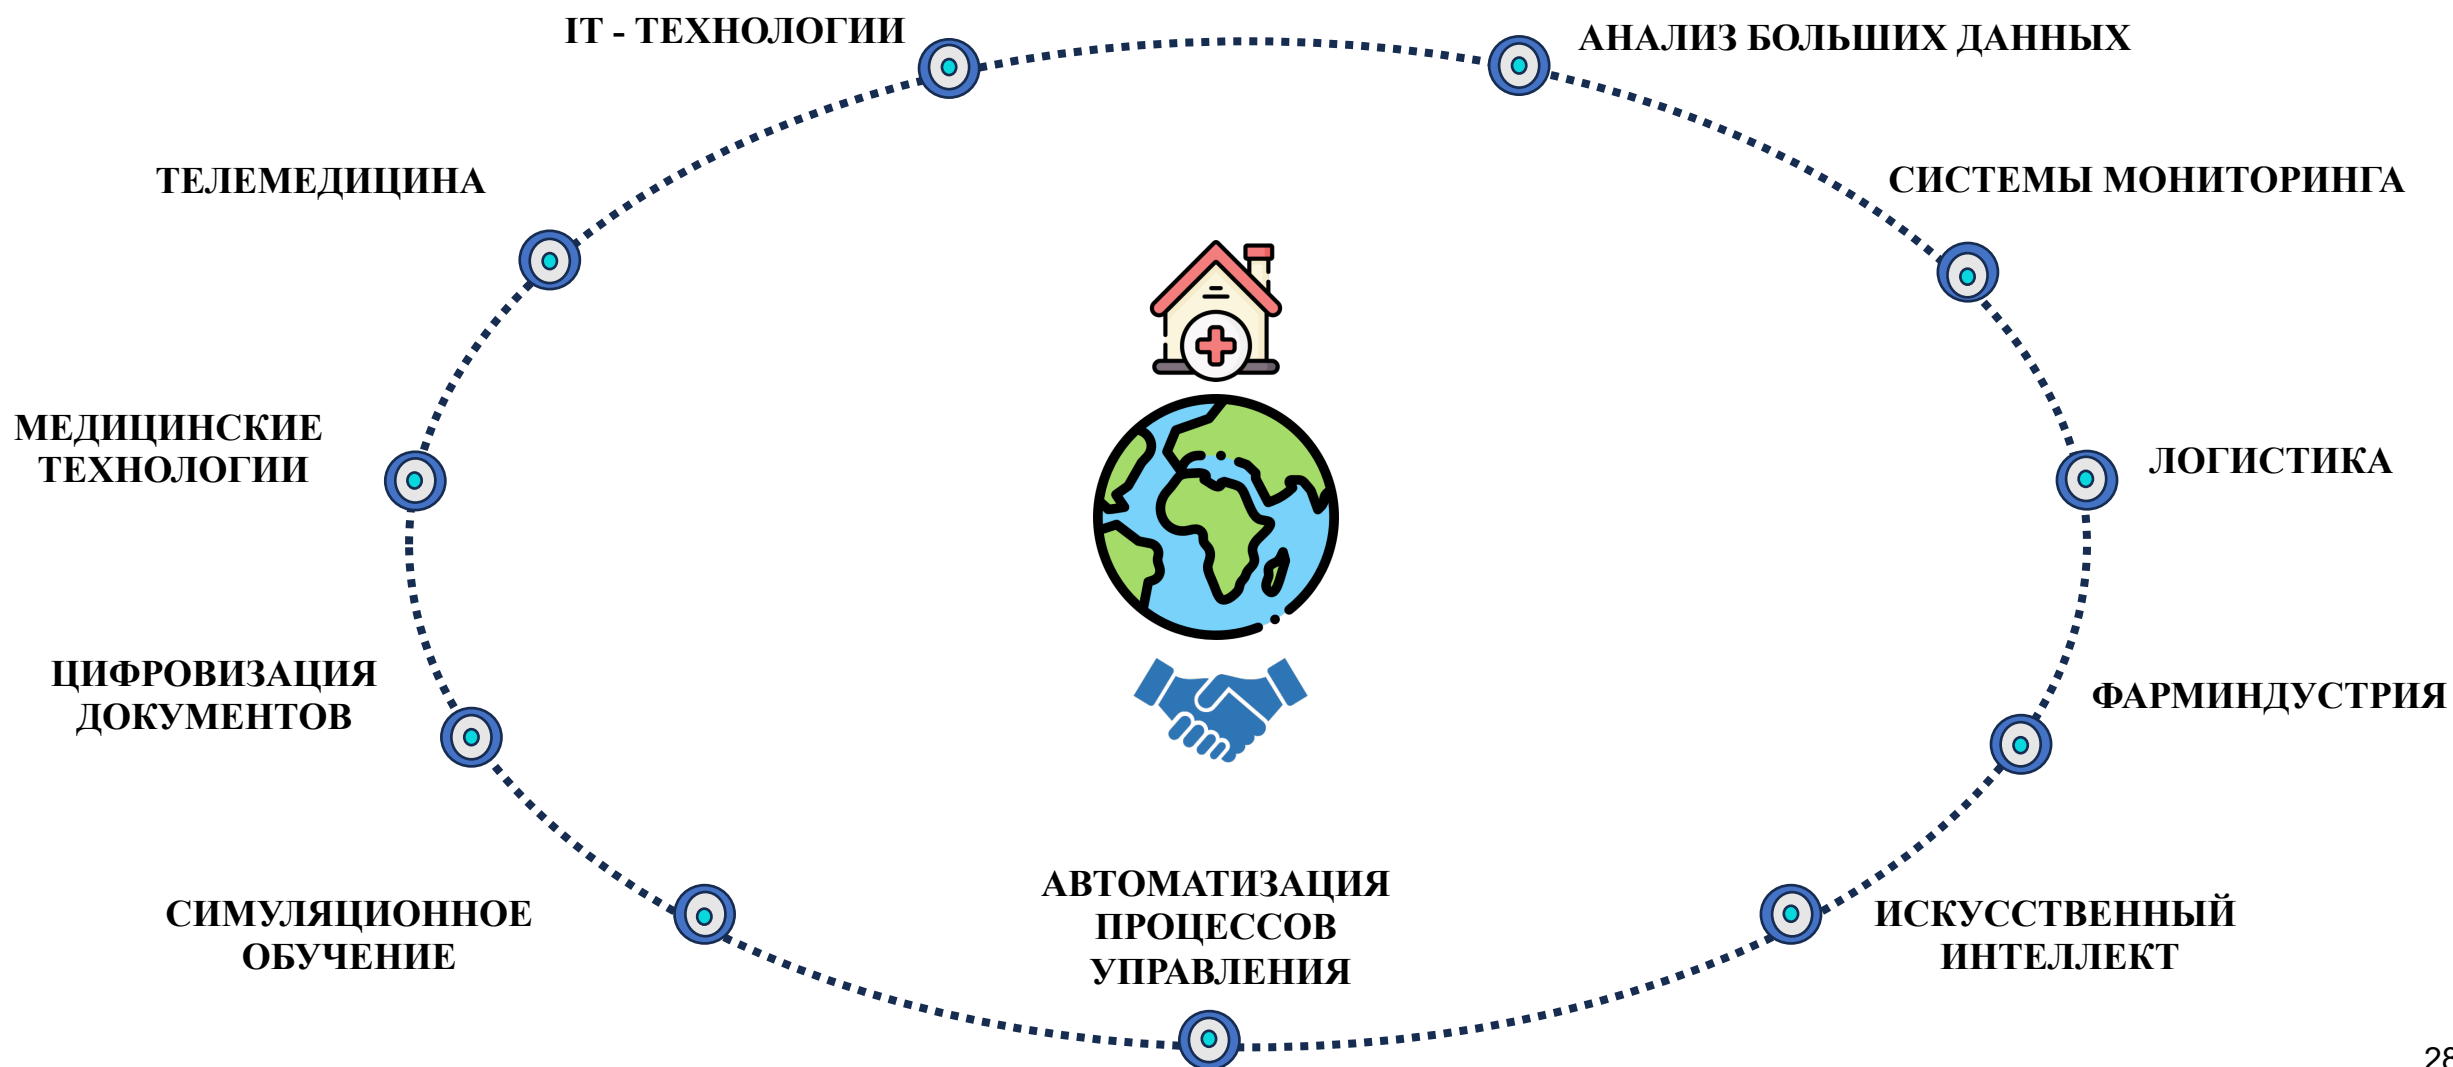 IT - ТЕХНОЛОГИИ
АНАЛИЗ БОЛЬШИХ ДАННЫХ
ТЕЛЕМЕДИЦИНА
СИСТЕМЫ МОНИТОРИНГА
МЕДИЦИНСКИЕ
ТЕХНОЛОГИИ
ЛОГИСТИКА
ЦИФРОВИЗАЦИЯ
ДОКУМЕНТОВ
ФАРМИНДУСТРИЯ
СИМУЛЯЦИОННОЕ
ОБУЧЕНИЕ
АВТОМАТИЗАЦИЯ
ПРОЦЕССОВ
УПРАВЛЕНИЯ
ИСКУССТВЕННЫЙ
ИНТЕЛЛЕКТ
28